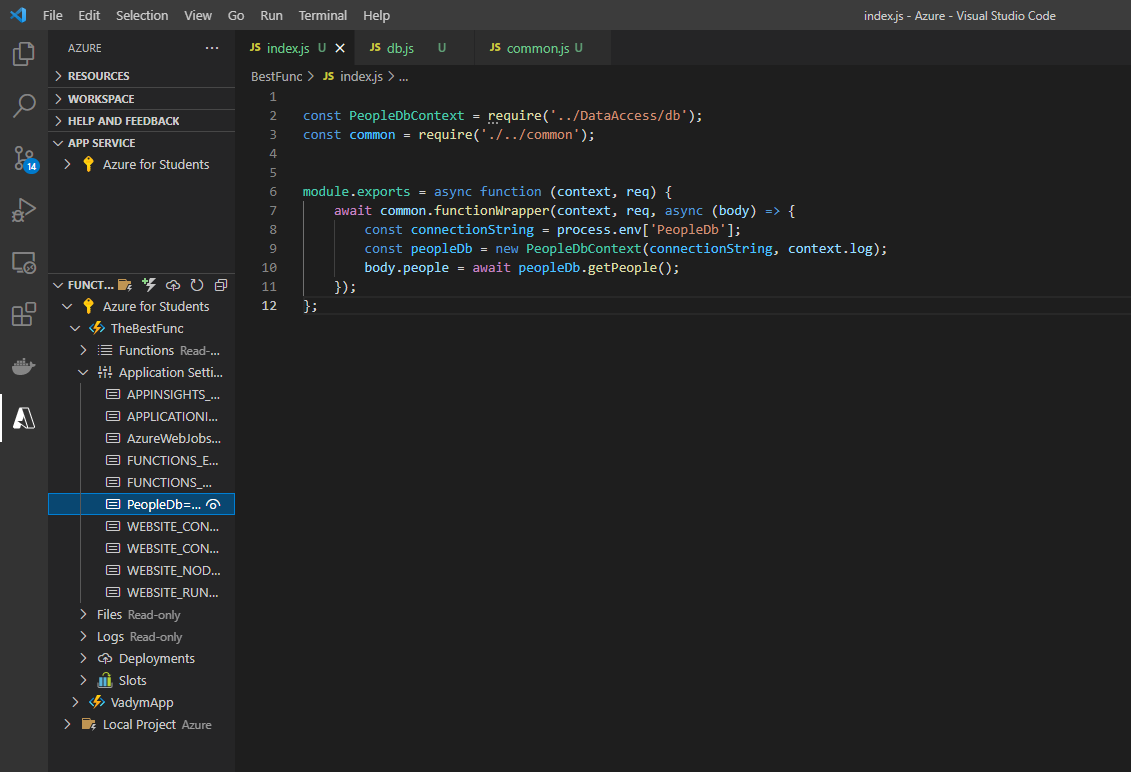 File Edit Selection View Go Run Terminal Help
index.js - Azure - Visual Studio Code
14
AZURE ...
RESOURCES
WORKSPACE
HELP AND FEEDBACK
APP SERVICE
Azure for Students
FUNCT...
Azure for Students
TheBestFunc
Functions Read-...
Application Setti...
APPINSIGHTS_...
APPLICATIONI...
AzureWebJobs...
FUNCTIONS_E...
FUNCTIONS_...
PeopleDb=...
WEBSITE_CON...
WEBSITE_CON...
WEBSITE_NOD...
WEBSITE_RUN...
Files Read-only
Logs Read-only
Deployments
Slots
VadymApp
Local Project Azure
JS index.js U JS db.js U JS common.js U
BestFunc > JS index.js > ...
1
2 const PeopleDbContext = require('../DataAccess/db');
3 const common = require('./../common');
4
5
6 module.exports = async function (context, req) {
7 await common.functionWrapper(context, req, async (body) => {
8 const connectionString = process.env['PeopleDb'];
9 const peopleDb = new PeopleDbContext(connectionString, context.log);
10 body.people = await peopleDb.getPeople();
11 });
12 };